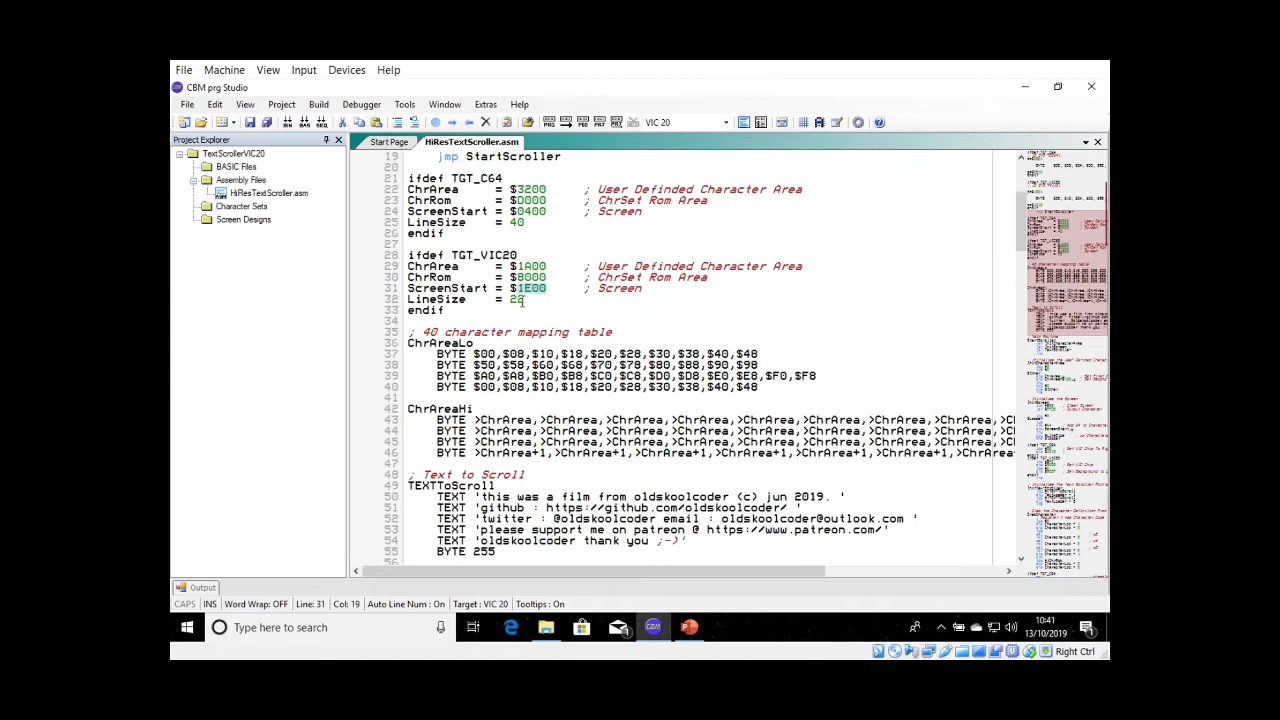 File Machine View Input Devices Help
CBM prg Studio
File Edit View Project Build Debugger Tools Window Extras Help
VIC 20
Project Explorer
Start Page HiResTextScroller.asm
TextScrollerVIC20
BASIC Files
Assembly Files
HiResTextScroller.asm
Character Sets
Screen Designs
19 jmp StartScroller
20
21 ifdef TGT_C64
22 ChrArea = $3200 ; User Definded Character Area
23 ChrRom = $D000 ; ChrSet Rom Area
24 ScreenStart = $0400 ; Screen
25 LineSize = 40
26 endif
27
28 ifdef TGT_VIC20
29 ChrArea = $1A00 ; User Definded Character Area
30 ChrRom = $8000 ; ChrSet Rom Area
31 ScreenStart = $1E00 ; Screen
32 LineSize = 22
33 endif
34
35 ; 40 character mapping table
36 ChrAreaLo
37 BYTE $00,$08,$10,$18,$20,$28,$30,$38,$40,$48
38 BYTE $50,$58,$60,$68,$70,$78,$80,$88,$90,$98
39 BYTE $A0,$A8,$B0,$B8,$C0,$C8,$D0,$D8,$E0,$E8,$F0,$F8
40 BYTE $00,$08,$10,$18,$20,$28,$30,$38,$40,$48
41
42 ChrAreaHi
43 BYTE >ChrArea,>ChrArea,>ChrArea,>ChrArea,>ChrArea,>ChrArea,>ChrArea,>C
44 BYTE >ChrArea,>ChrArea,>ChrArea,>ChrArea,>ChrArea,>ChrArea,>ChrArea,>C
45 BYTE >ChrArea,>ChrArea,>ChrArea,>ChrArea,>ChrArea,>ChrArea,>ChrArea,>C
46 BYTE >ChrArea+1,>ChrArea+1,>ChrArea+1,>ChrArea+1,>ChrArea+1,>ChrArea
47
48 ; Text to Scroll
49 TEXTToScroll
50 TEXT 'this was a film from oldskoolcoder (c) jun 2019. '
51 TEXT 'github : https://github.com/oldskoolcoder/ '
52 TEXT 'twitter : @oldskoolcoder email : oldskoolcoder@outlook.com '
53 TEXT 'please support me on patreon @ https://www.patreon.com/'
54 TEXT 'oldskoolcoder thank you ;-)'
55 BYTE 255
56
Output
CAPS INS Word Wrap: OFF Line: 31 Col: 19 Auto Line Num : On Target : VIC 20 Tooltips : On
Type here to search
10:41
13/10/2019
Right Ctrl